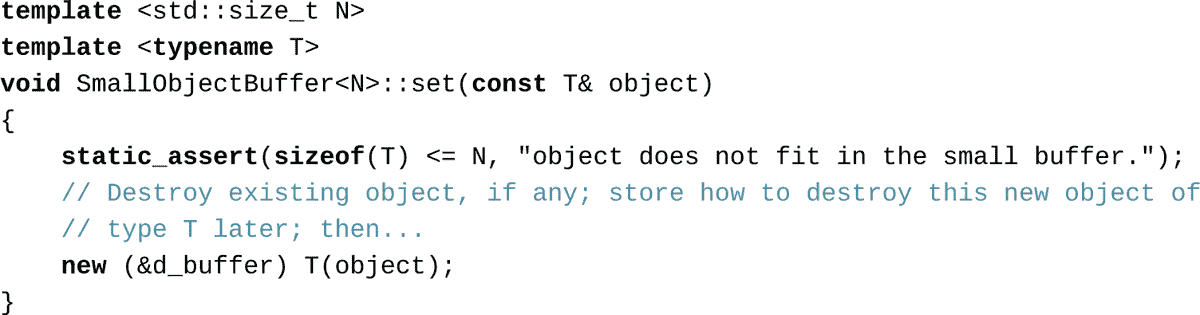 template <std::size_t N>
template <typename T>
void SmallObjectBuffer<N>::set(const T& object)
{
    static_assert(sizeof(T) <= N, "object does not fit in the small buffer.");
    // Destroy existing object, if any; store how to destroy this new object of
    // type T later; then...
    new (&d_buffer) T(object);
}